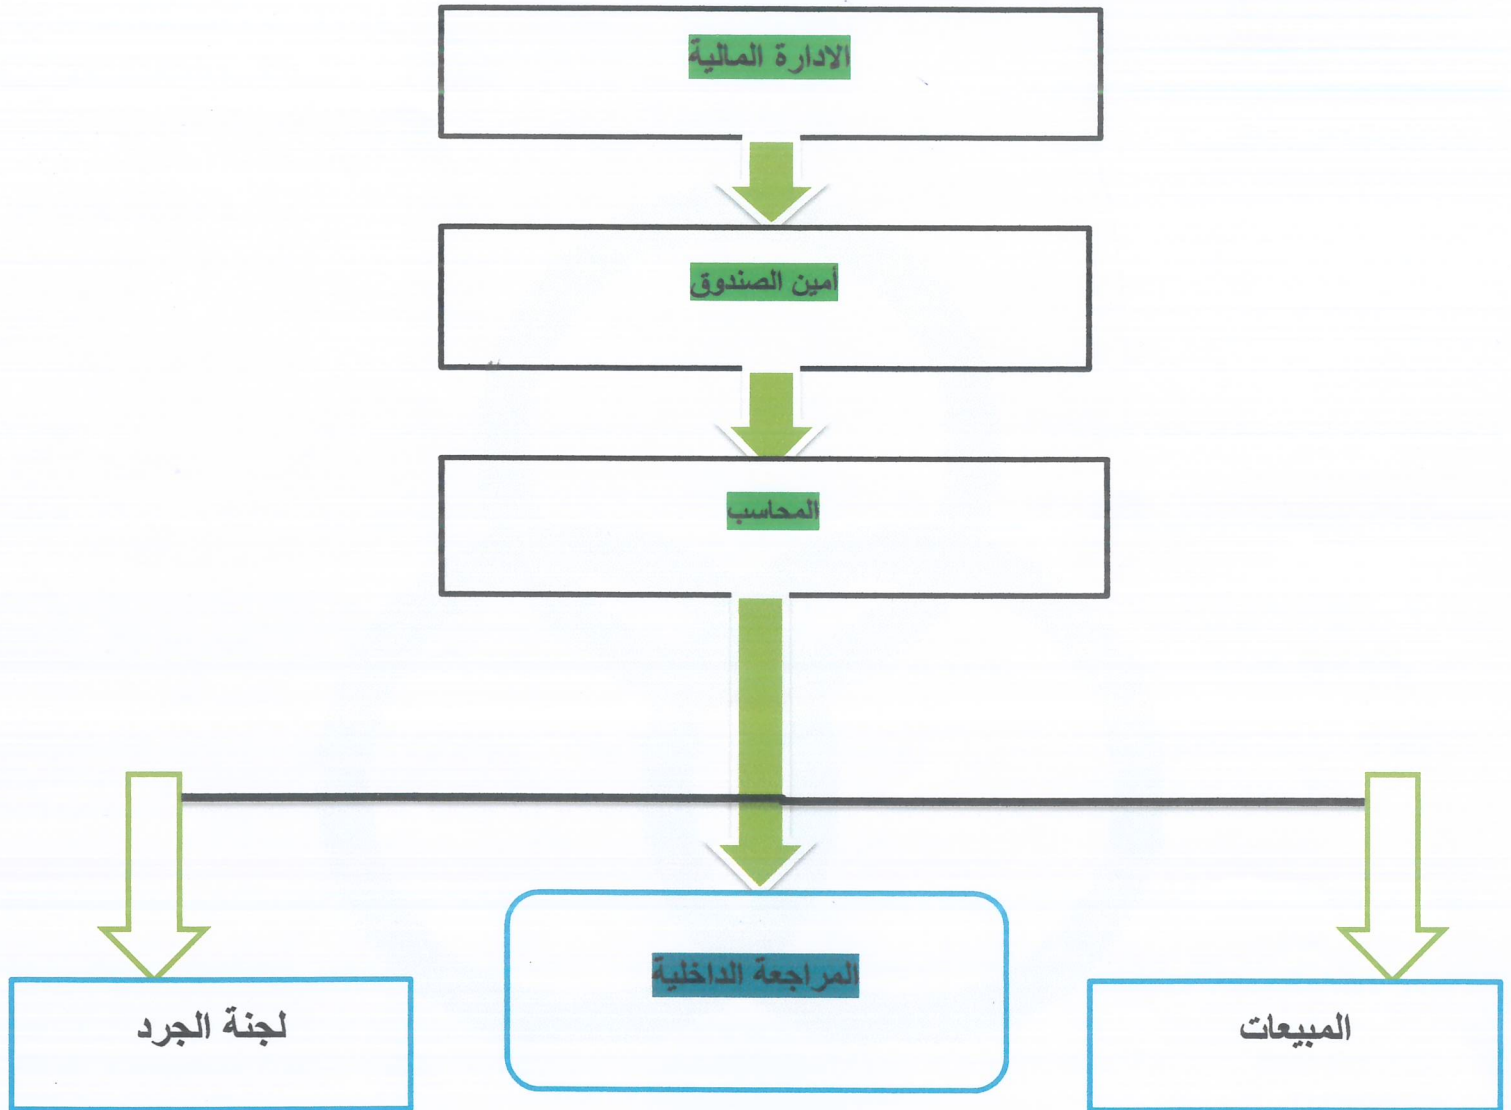 الادارة المالية
أمين الصندوق
المحاسب
المراجعة الداخلية
المبيعات
لجنة الجرد